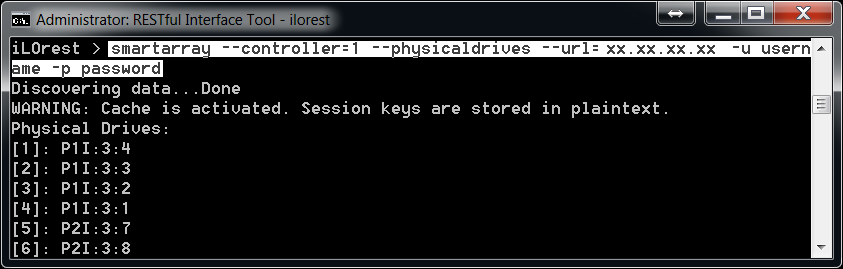 Administrator: RESTful Interface Tool - ilorest
iLOrest > smartarray --controller=1 --physicaldrives --url= xx.xx.xx.xx -u usern
ame -p password
Discovering data...Done
WARNING: Cache is activated. Session keys are stored in plaintext.
Physical Drives:
[1]: P1I:3:4
[2]: P1I:3:3
[3]: P1I:3:2
[4]: P1I:3:1
[5]: P2I:3:7
[6]: P2I:3:8